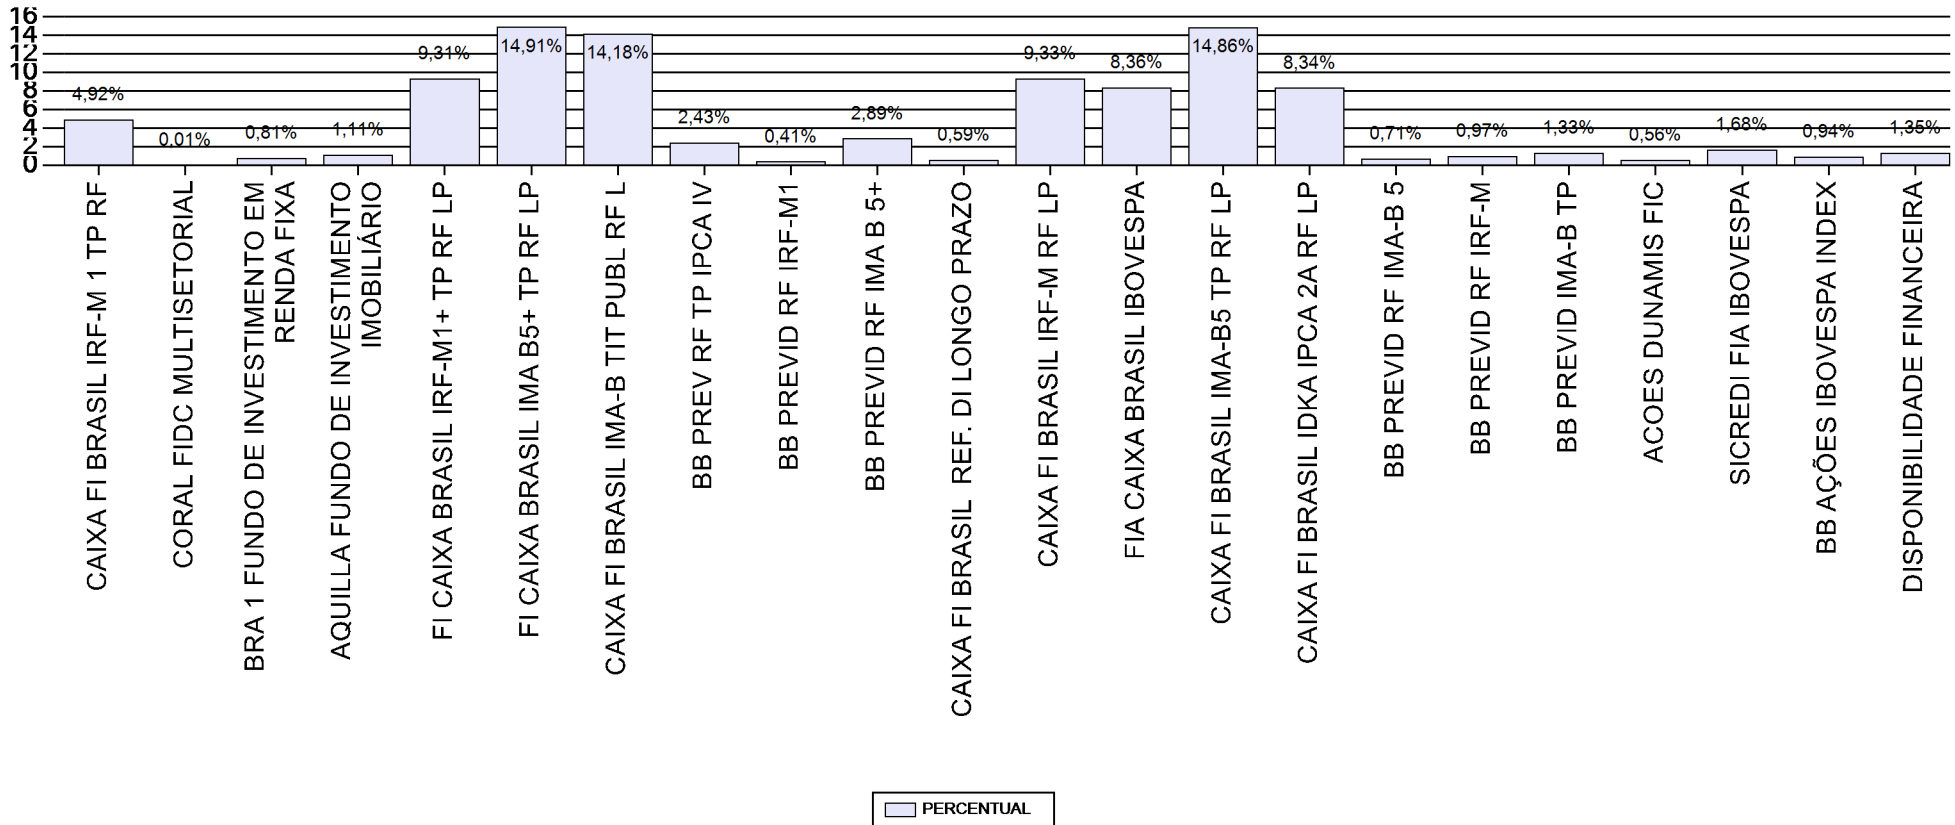 16
14
12
10
8
6
4
2
0
4,92%
0,01%
0,81%
1,11%
9,31%
14,91%
14,18%
2,43%
0,41%
2,89%
0,59%
9,33%
8,36%
14,86%
8,34%
0,71%
0,97%
1,33%
0,56%
1,68%
0,94%
1,35%
CAIXA FI BRASIL IRF-M 1 TP RF
CORAL FIDC MULTISETORIAL
BRA 1 FUNDO DE INVESTIMENTO EM
RENDA FIXA
AQUILLA FUNDO DE INVESTIMENTO
IMOBILIÁRIO
FI CAIXA BRASIL IRF-M1+ TP RF LP
FI CAIXA BRASIL IMA B5+ TP RF LP
CAIXA FI BRASIL IMA-B TIT PUBL RF L
BB PREV RF TP IPCA IV
BB PREVID RF IRF-M1
BB PREVID RF IMA B 5+
CAIXA FI BRASIL REF. DI LONGO PRAZO
CAIXA FI BRASIL IRF-M RF LP
FIA CAIXA BRASIL IBOVESPA
CAIXA FI BRASIL IMA-B5 TP RF LP
CAIXA FI BRASIL IDKA IPCA 2A RF LP
BB PREVID RF IMA-B 5
BB PREVID RF IRF-M
BB PREVID IMA-B TP
ACOES DUNAMIS FIC
SICREDI FIA IBOVESPA
BB AÇÕES IBOVESPA INDEX
DISPONIBILIDADE FINANCEIRA
PERCENTUAL